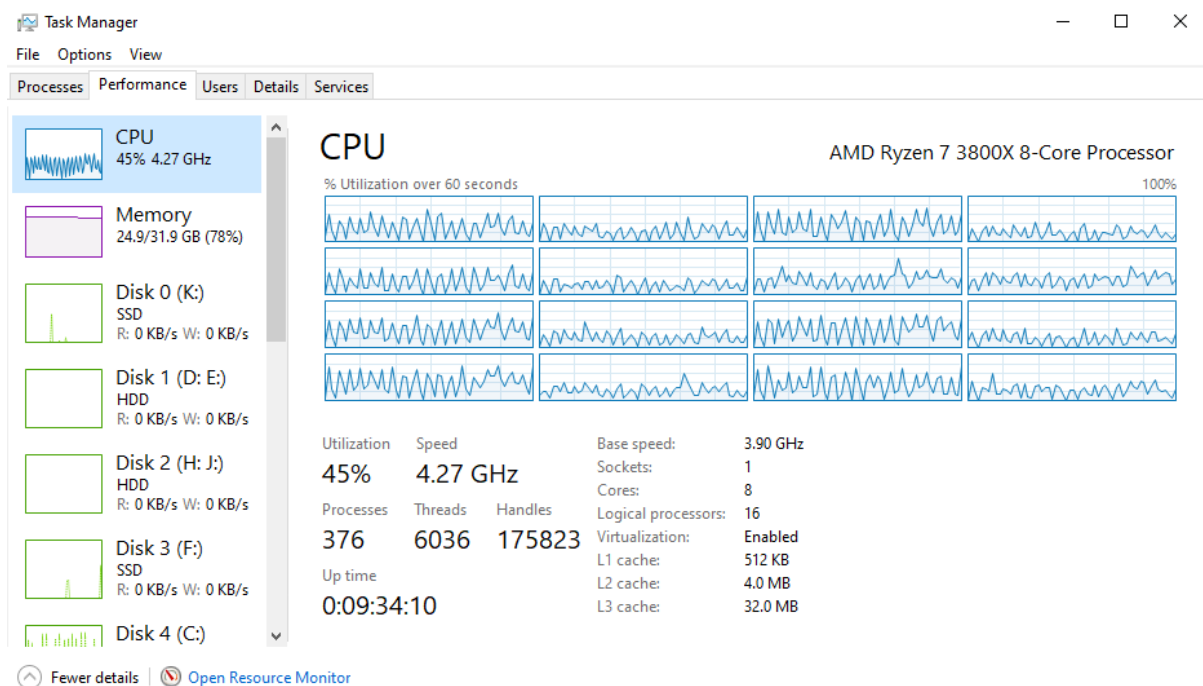 Task Manager
File Options View
Processes Performance Users Details Services
CPU
45% 4.27 GHz
Memory
24.9/31.9 GB (78%)
Disk 0 (K:)
SSD
R: 0 KB/s W: 0 KB/s
Disk 1 (D: E:)
HDD
R: 0 KB/s W: 0 KB/s
Disk 2 (H: J:)
HDD
R: 0 KB/s W: 0 KB/s
Disk 3 (F:)
SSD
R: 0 KB/s W: 0 KB/s
Disk 4 (C:)
CPU AMD Ryzen 7 3800X 8-Core Processor
% Utilization over 60 seconds 100%
Utilization Speed
45% 4.27 GHz
Processes Threads Handles
376 6036 175823
Up time
0:09:34:10
Base speed: 3.90 GHz
Sockets: 1
Cores: 8
Logical processors: 16
Virtualization: Enabled
L1 cache: 512 KB
L2 cache: 4.0 MB
L3 cache: 32.0 MB
Fewer details Open Resource Monitor